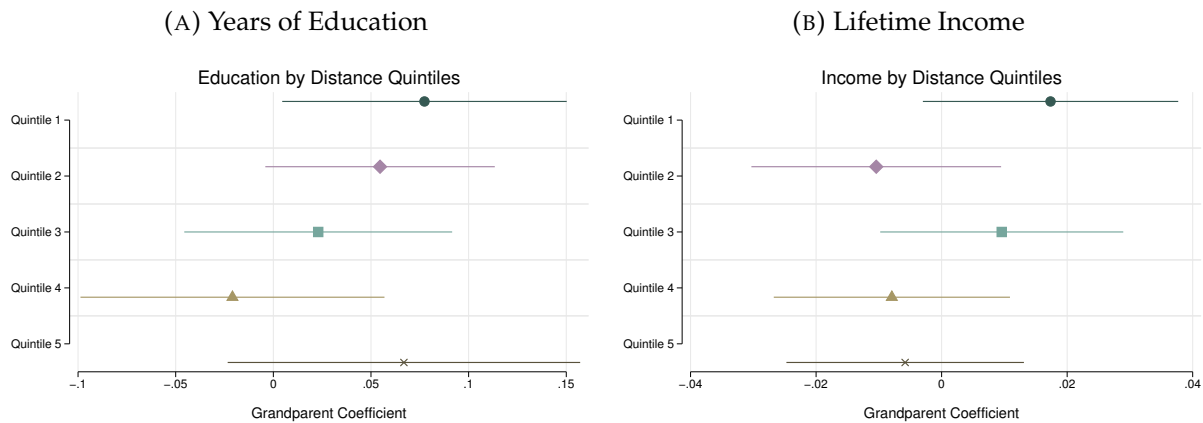 (A) Years of Education
Education by Distance Quintiles
Quintile 1
Quintile 2
Quintile 3
Quintile 4
Quintile 5
−.1 −.05 0 .05 .1 .15
Grandparent Coefficient
(B) Lifetime Income
Income by Distance Quintiles
Quintile 1
Quintile 2
Quintile 3
Quintile 4
Quintile 5
−.04 −.02 0 .02 .04
Grandparent Coefficient